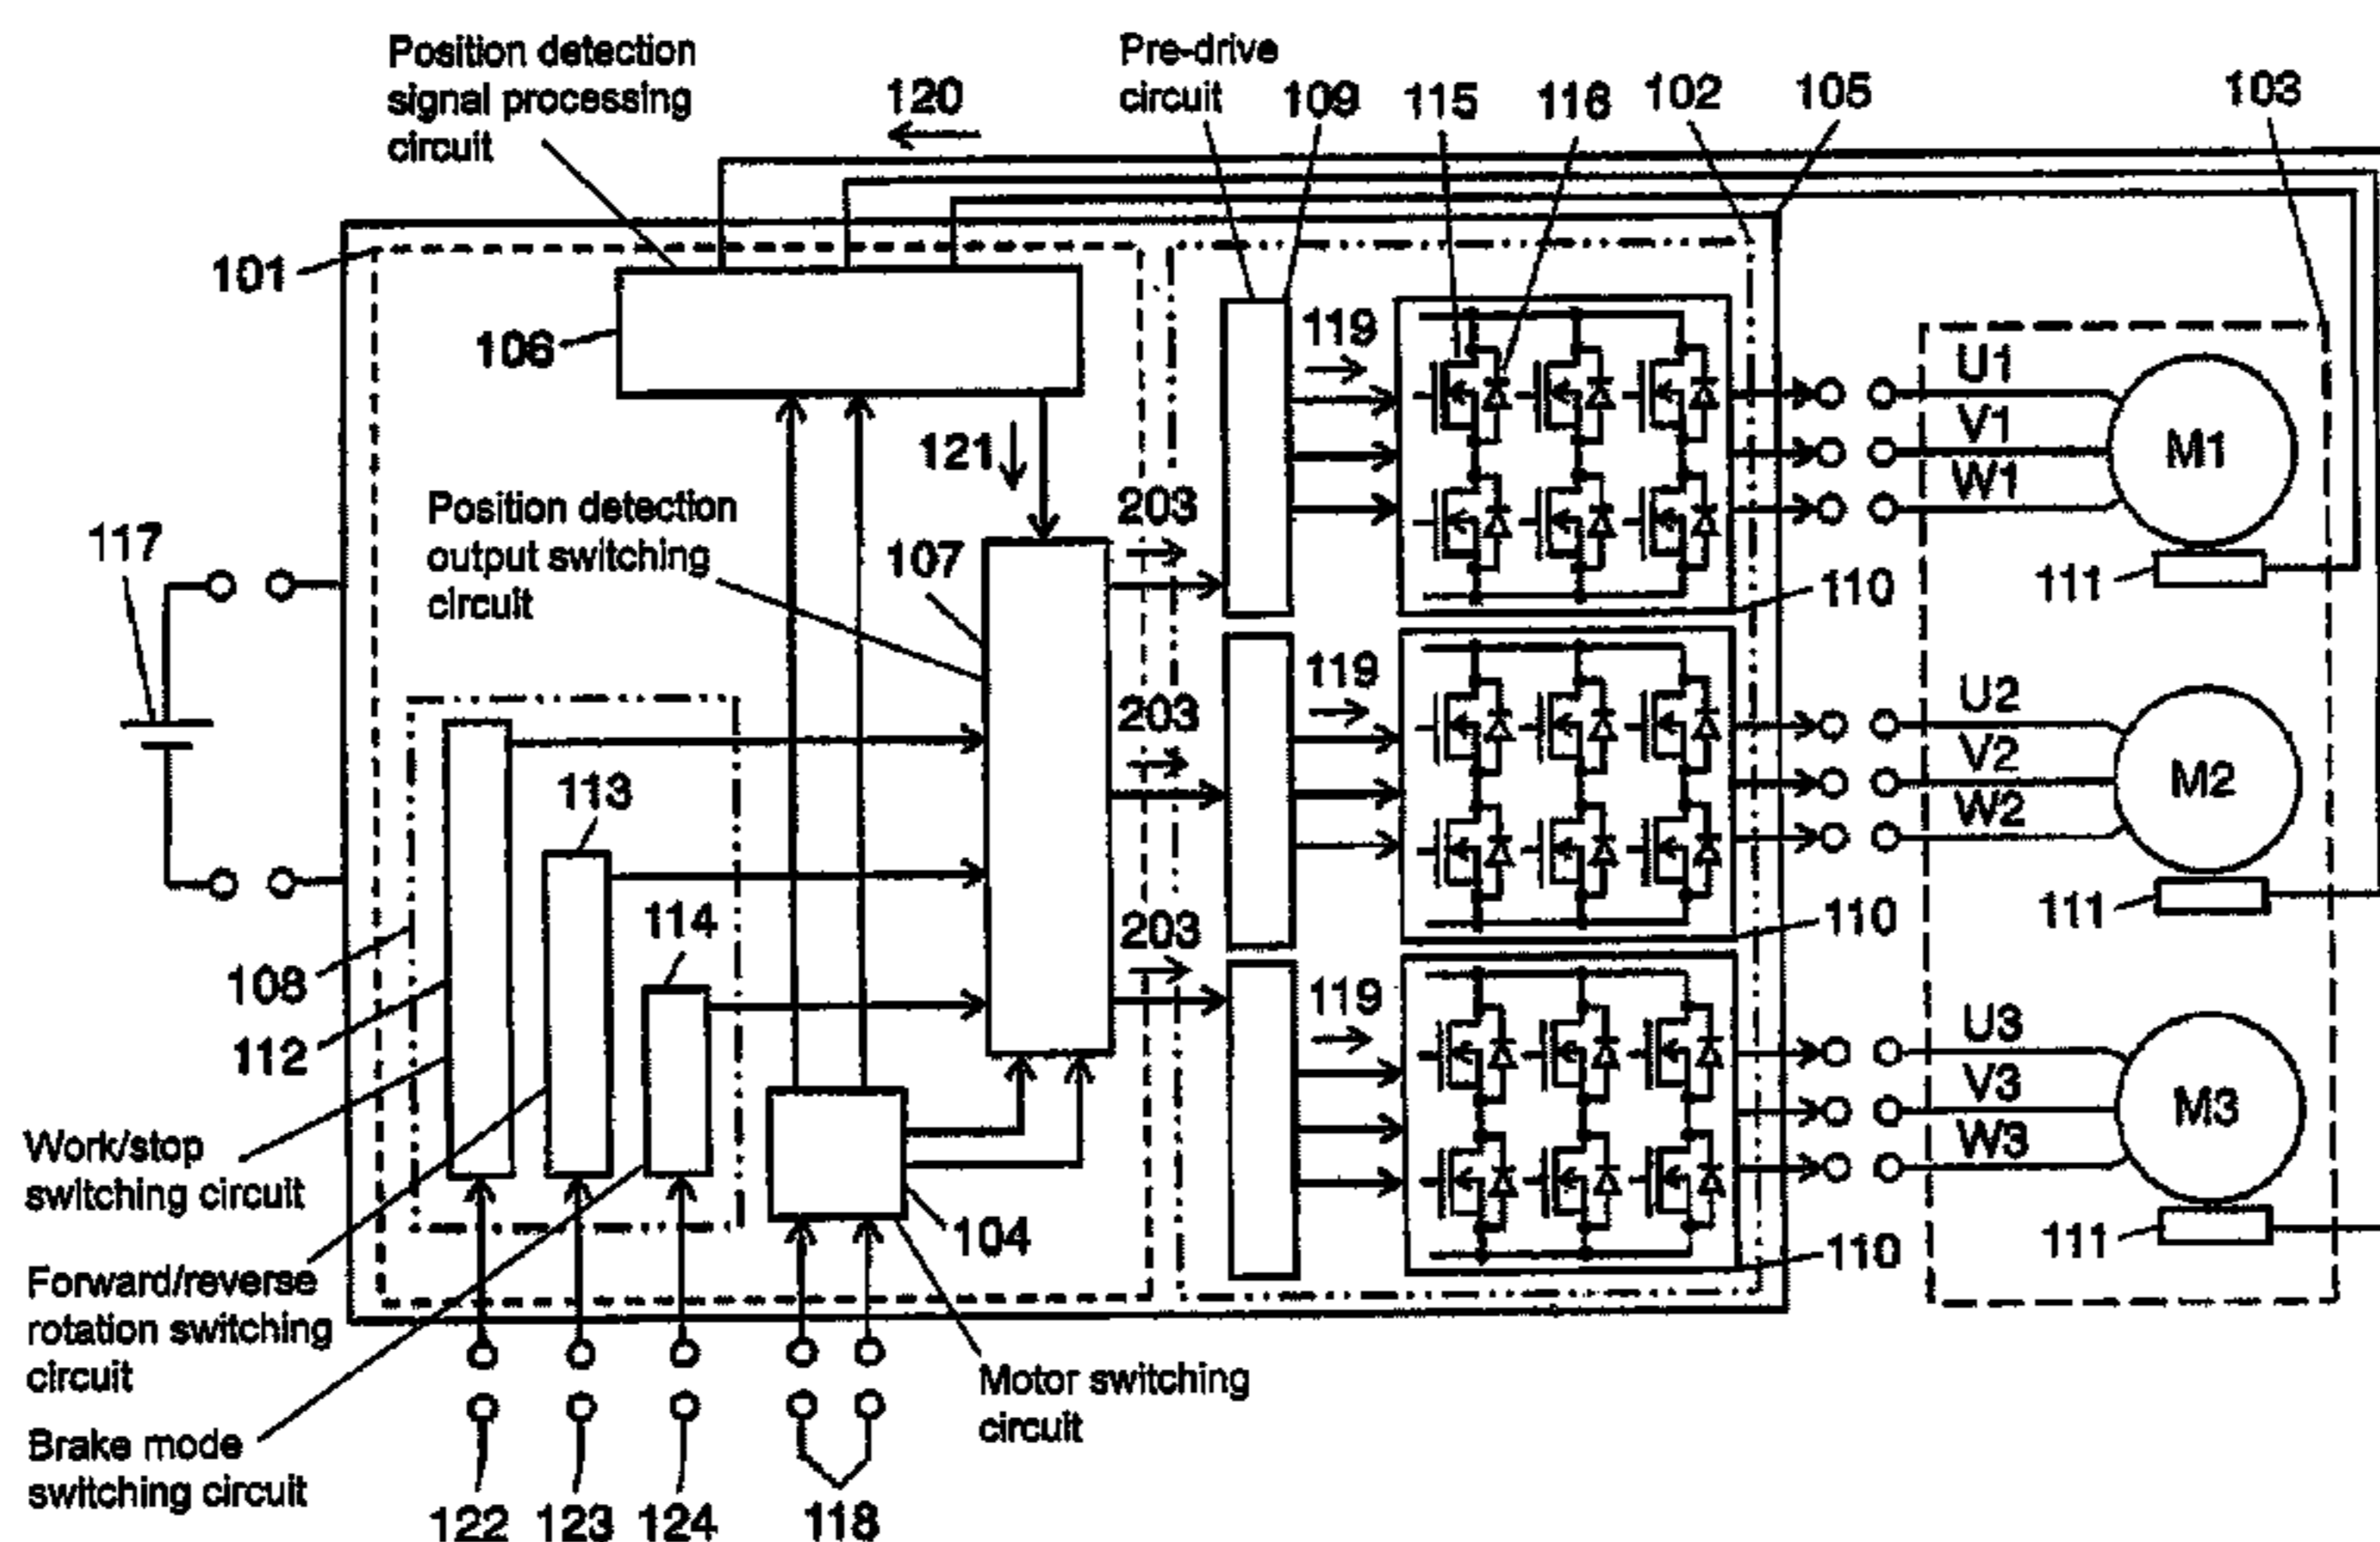 Position detection
signal processing
circuit
120
Pre-drive
circuit
109
115
116
102
105
103
101
106
119
U1
V1
W1
M1
121
203
110
111
117
Position detection
output switching
circuit
107
119
U2
V2
W2
M2
203
113
110
111
114
203
108
119
U3
V3
W3
M3
112
Work/stop
switching circuit
104
110
111
Forward/reverse
rotation switching
circuit
Motor switching
circuit
Brake mode
switching circuit
122
123
124
118